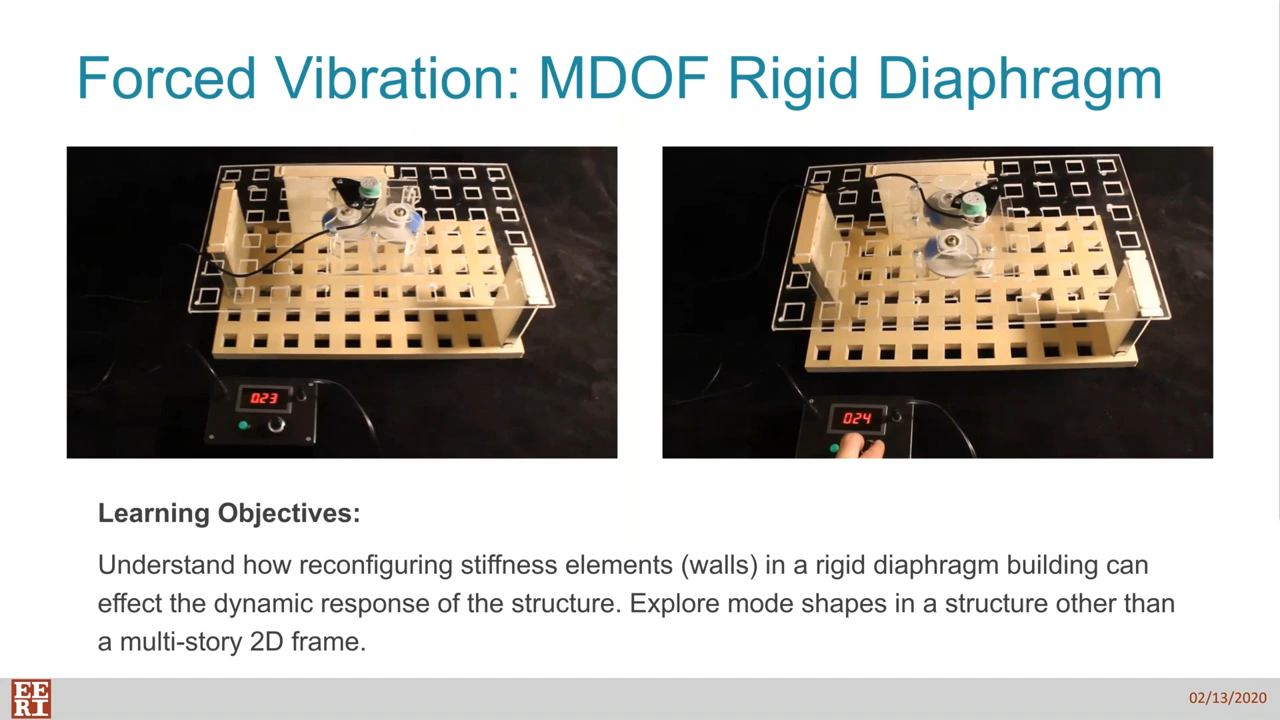 Forced Vibration: MDOF Rigid Diaphragm
023
024
Learning Objectives:
Understand how reconfiguring stiffness elements (walls) in a rigid diaphragm building can
effect the dynamic response of the structure. Explore mode shapes in a structure other than
a multi-story 2D frame.
EE
RI
02/13/2020